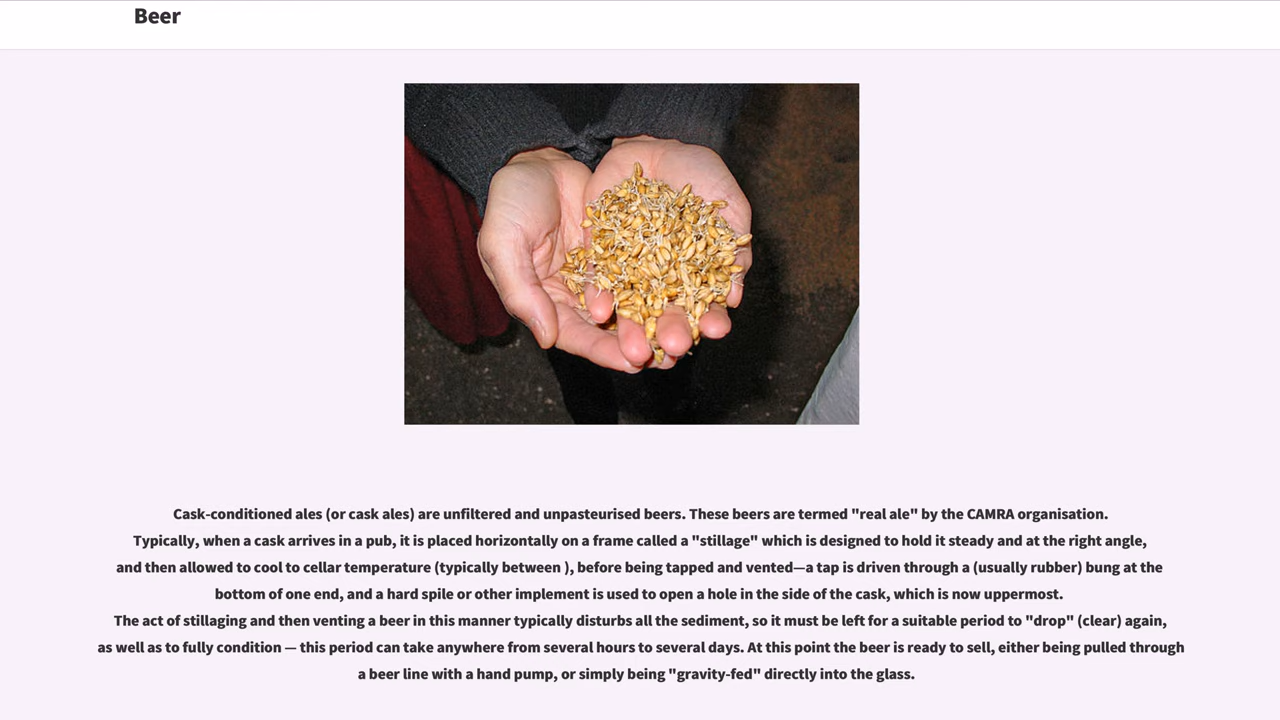 Beer
Cask-conditioned ales (or cask ales) are unfiltered and unpasteurised beers. These beers are termed "real ale" by the CAMRA organisation.
Typically, when a cask arrives in a pub, it is placed horizontally on a frame called a "stillage" which is designed to hold it steady and at the right angle,
and then allowed to cool to cellar temperature (typically between ), before being tapped and vented—a tap is driven through a (usually rubber) bung at the
bottom of one end, and a hard spile or other implement is used to open a hole in the side of the cask, which is now uppermost.
The act of stillaging and then venting a beer in this manner typically disturbs all the sediment, so it must be left for a suitable period to "drop" (clear) again,
as well as to fully condition — this period can take anywhere from several hours to several days. At this point the beer is ready to sell, either being pulled through
a beer line with a hand pump, or simply being "gravity-fed" directly into the glass.